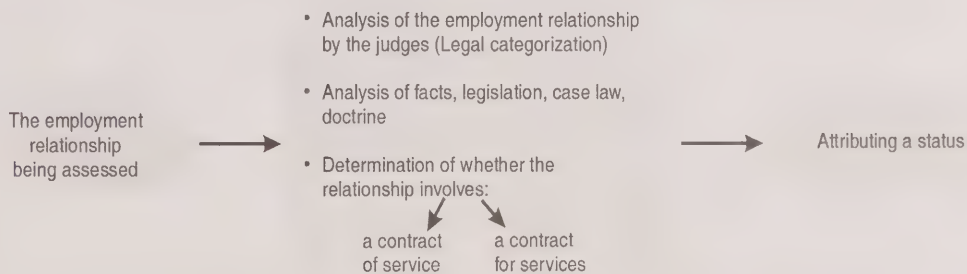 The employment
relationship
being assessed
• Analysis of the employment relationship
by the judges (Legal categorization)
• Analysis of facts, legislation, case law,
doctrine
• Determination of whether the
relationship involves:
a contract
of service
a contract
for services
Attributing a status